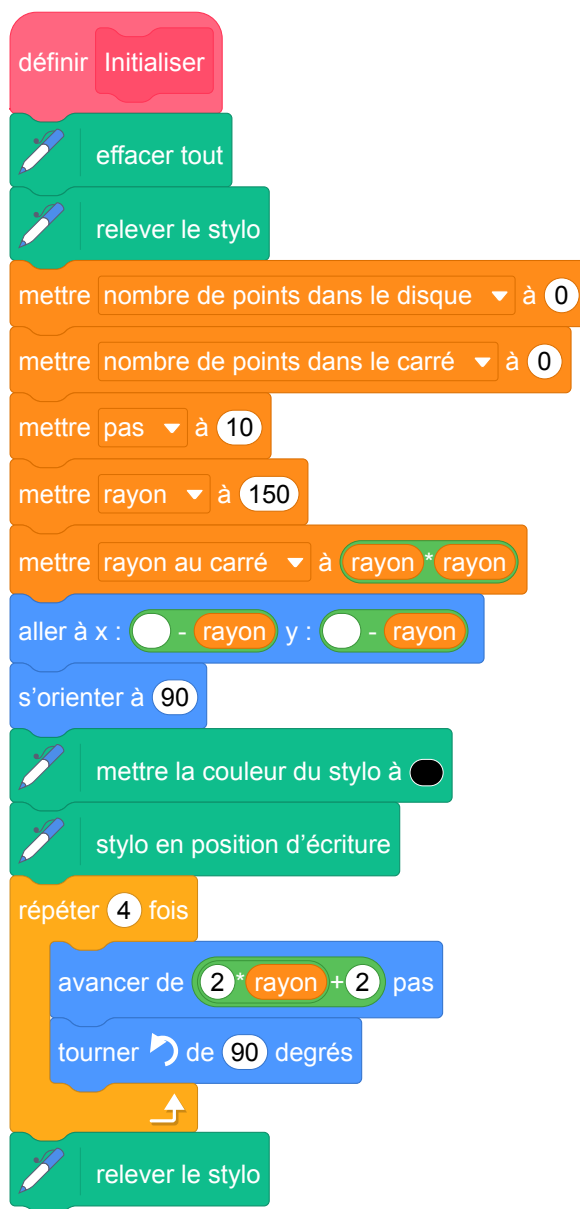 définir Initialiser
effacer tout
relever le stylo
mettre nombre de points dans le disque à 0
mettre nombre de points dans le carré à 0
mettre pas à 10
mettre rayon à 150
mettre rayon au carré à rayon * rayon
aller à x : - rayon y : - rayon
s’orienter à 90
mettre la couleur du stylo à
stylo en position d’écriture
répéter 4 fois
avancer de 2 * rayon + 2 pas
tourner de 90 degrés
relever le stylo